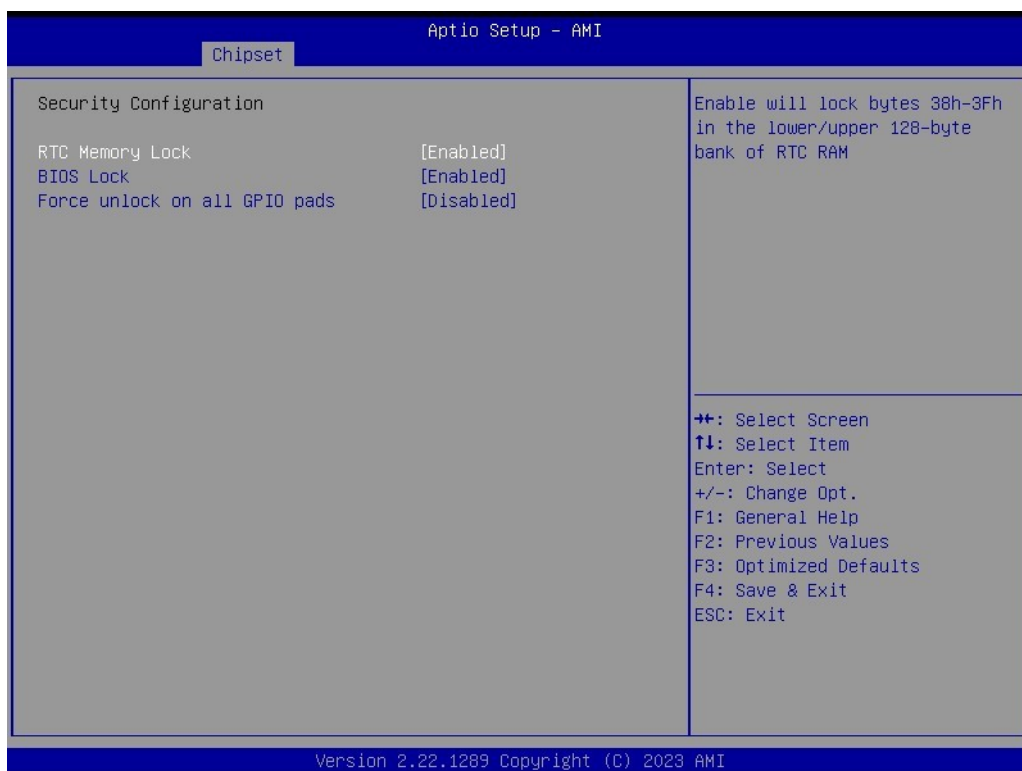 Aptio Setup – AMI
Chipset
Security Configuration
RTC Memory Lock [Enabled]
BIOS Lock [Enabled]
Force unlock on all GPIO pads [Disabled]
Enable will lock bytes 38h-3Fh
in the lower/upper 128-byte
bank of RTC RAM
→←: Select Screen
↑↓: Select Item
Enter: Select
+/-: Change Opt.
F1: General Help
F2: Previous Values
F3: Optimized Defaults
F4: Save & Exit
ESC: Exit
Version 2.22.1289 Copyright (C) 2023 AMI